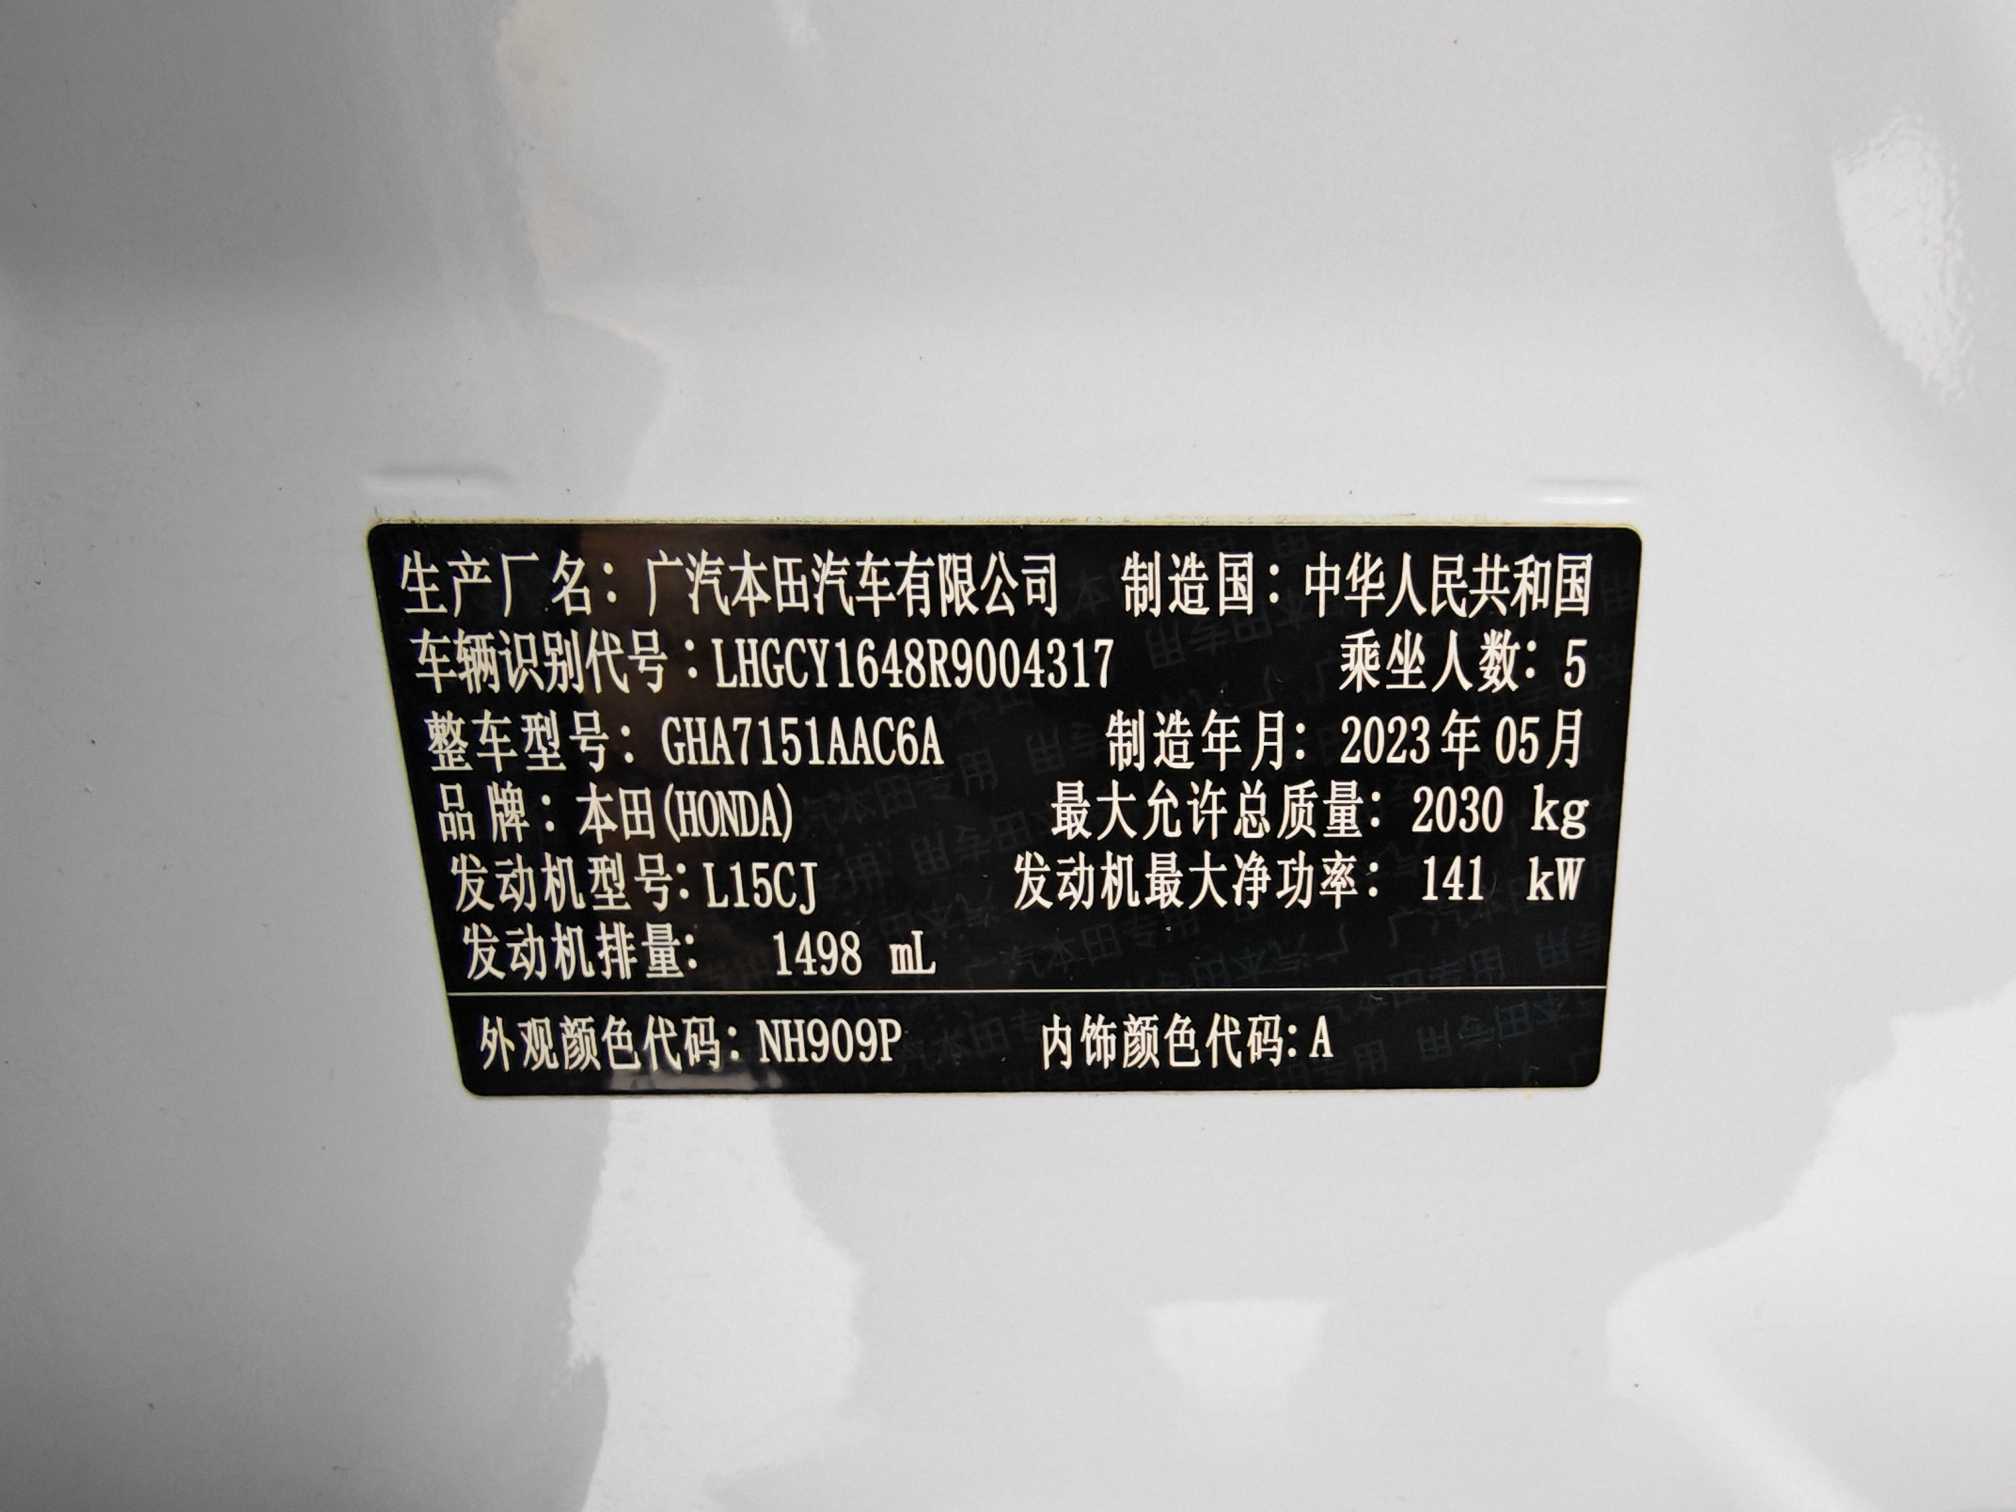 生产厂名：广汽本田汽车有限公司 制造国：中华人民共和国
车辆识别代号：LHGCY1648R9004317 乘坐人数：5
整车型号：GHA7151AAC6A 制造年月：2023年05月
品牌：本田(HONDA) 最大允许总质量：2030 kg
发动机型号：L15CJ 发动机最大净功率：141 kW
发动机排量：1498 mL
外观颜色代码：NH909P 内饰颜色代码：A